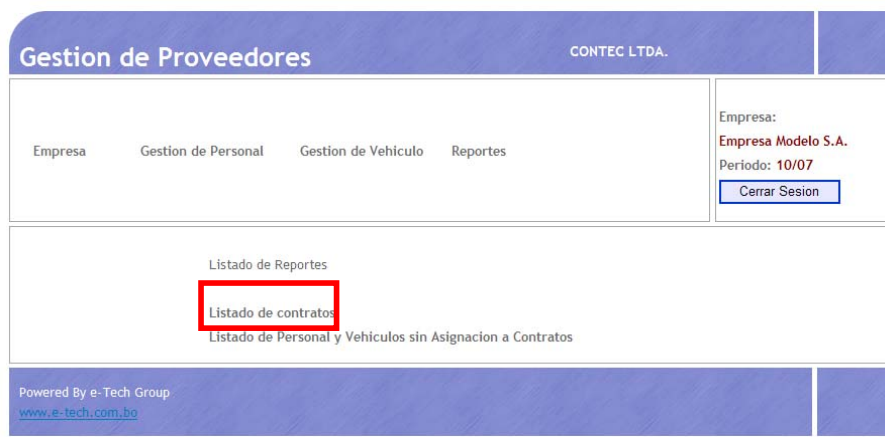 Gestion de Proveedores
CONTEC LTDA.
Empresa Gestion de Personal Gestion de Vehiculo Reportes
Empresa:
Empresa Modelo S.A.
Periodo: 10/07
Cerrar Sesion
Listado de Reportes
Listado de contratos
Listado de Personal y Vehiculos sin Asignacion a Contratos
Powered By e-Tech Group
www.e-tech.com.bo